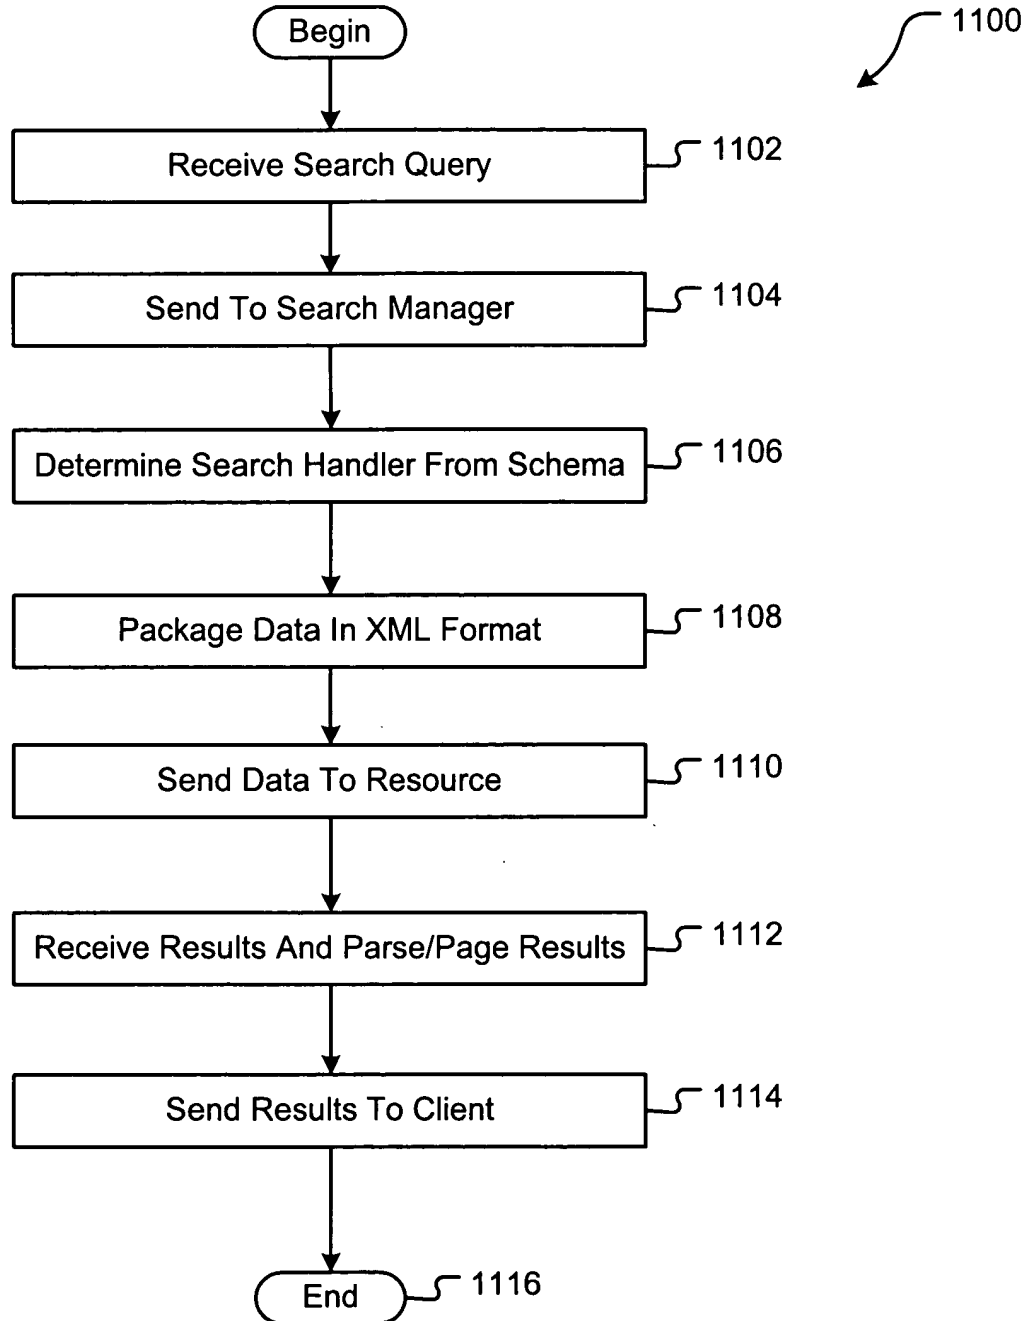 Begin
1100
Receive Search Query
1102
Send To Search Manager
1104
Determine Search Handler From Schema
1106
Package Data In XML Format
1108
Send Data To Resource
1110
Receive Results And Parse/Page Results
1112
Send Results To Client
1114
End
1116